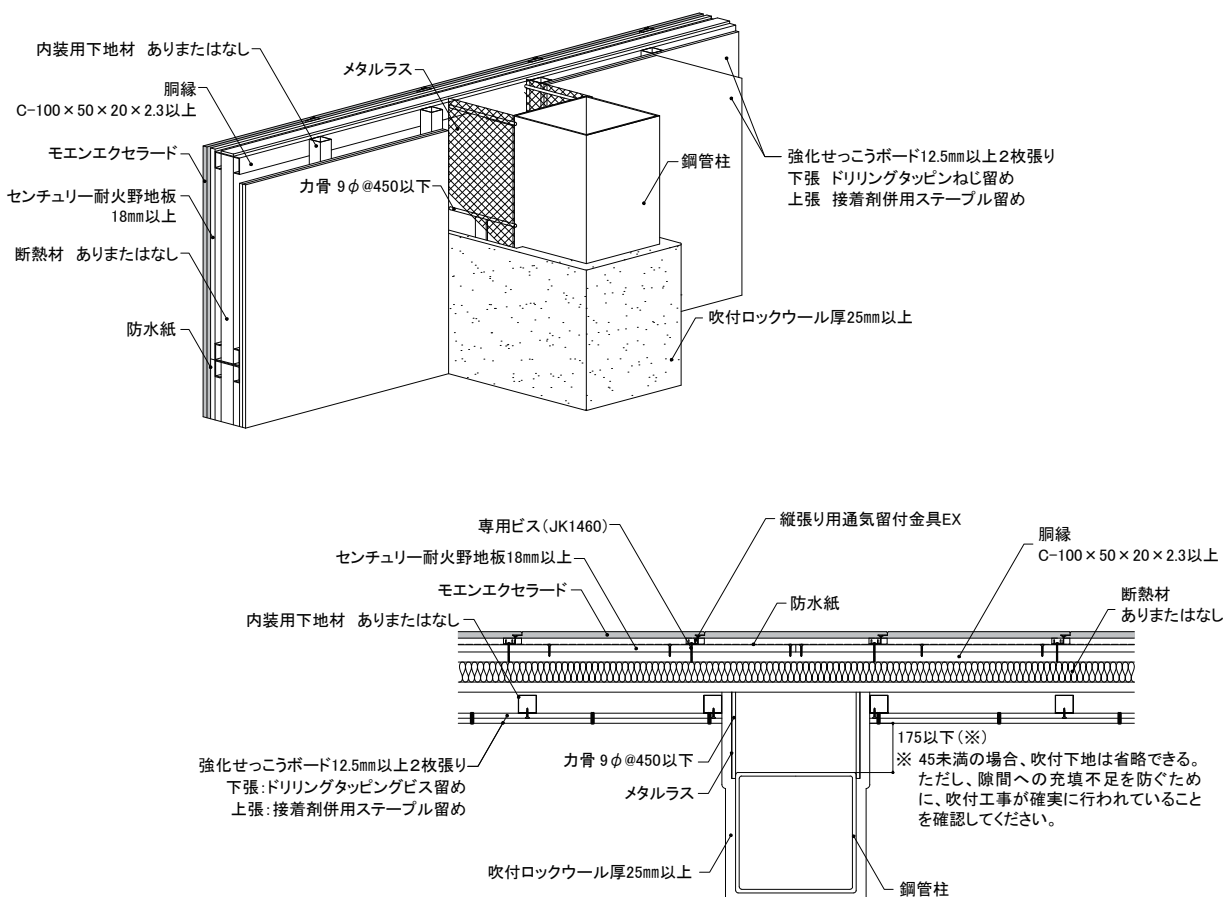 内装用下地材 ありまたはなし
胴縁
C-100×50×20×2.3以上
モエンエクセラード
センチュリー耐火野地板
18mm以上
断熱材 ありまたはなし
防水紙
メタルラス
力骨 9φ@450以下
鋼管柱
強化せっこうボード12.5mm以上2枚張り
下張 ドリリングタッピンねじ留め
上張 接着剤併用ステープル留め
吹付ロックウール厚25mm以上
専用ビス(JK1460)
センチュリー耐火野地板18mm以上
モエンエクセラード
内装用下地材 ありまたはなし
縦張り用通気留付金具EX
防水紙
胴縁
C-100×50×20×2.3以上
断熱材
ありまたはなし
強化せっこうボード12.5mm以上2枚張り
下張:ドリリングタッピングビス留め
上張:接着剤併用ステープル留め
力骨 9φ@450以下
メタルラス
175以下(※)
※ 45未満の場合、吹付下地は省略できる。
ただし、隙間への充填不足を防ぐため
に、吹付工事が確実に行われていること
を確認してください。
吹付ロックウール厚25mm以上
鋼管柱